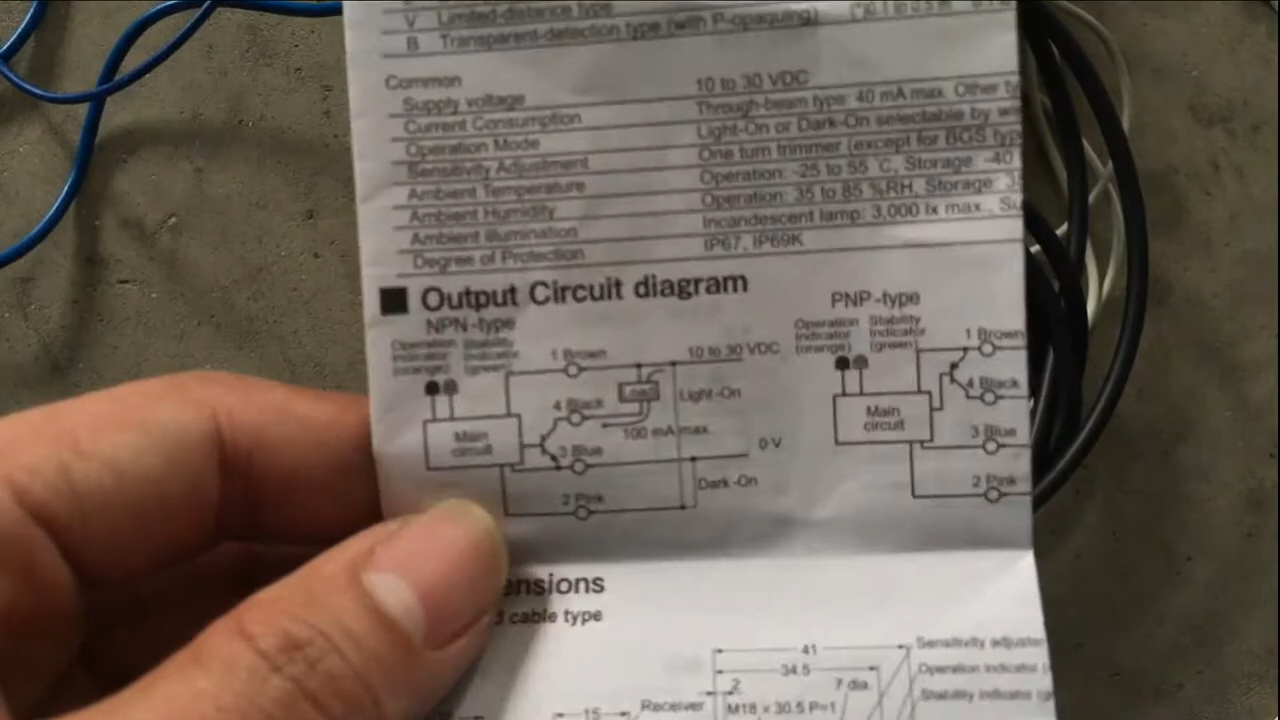 V Limited-distance type
B Transparent-detection type (with P-opaquing)
Common
Supply voltage 10 to 30 VDC
Current Consumption Through-beam type: 40 mA max. Other
Operation Mode Light-On or Dark-On selectable by
Sensitivity Adjustment One turn trimmer (except for BGS
Ambient Temperature Operation: -25 to 55 °C, Storage: -40
Ambient Humidity Operation: 35 to 85 %RH, Storage:
Ambient illumination Incandescent lamp: 3,000 lx max.,
Degree of Protection IP67, IP69K
■ Output Circuit diagram
NPN-type
Operation Indicator (orange)
Stability Indicator (green)
1 Brown
10 to 30 VDC
Load
Light-On
4 Black
100 mA max.
Main circuit
3 Blue
0 V
Dark-On
2 Pink
PNP-type
Operation Indicator (orange)
Stability Indicator (green)
1 Brown
4 Black
Main circuit
3 Blue
2 Pink
ensions
cable type
41
34.5
2
7 dia.
15
Receiver
M18 × 30.5 P=1
Sensitivity
Operation Indicator
Stability Indicator